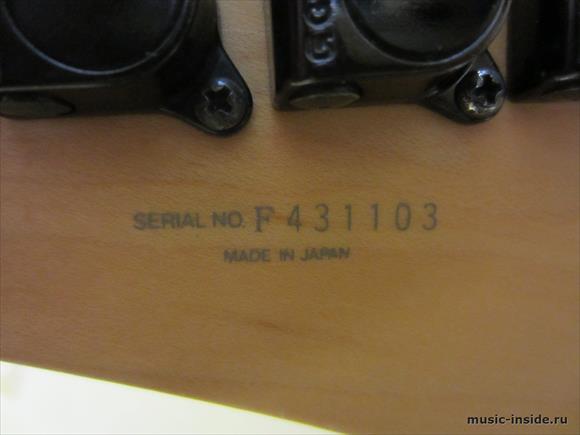 SERIAL NO. F431103
MADE IN JAPAN
music-inside.ru